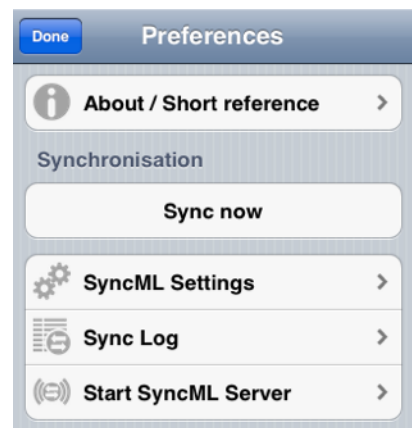 Done Preferences
About / Short reference
Synchronisation
Sync now
SyncML Settings
Sync Log
Start SyncML Server